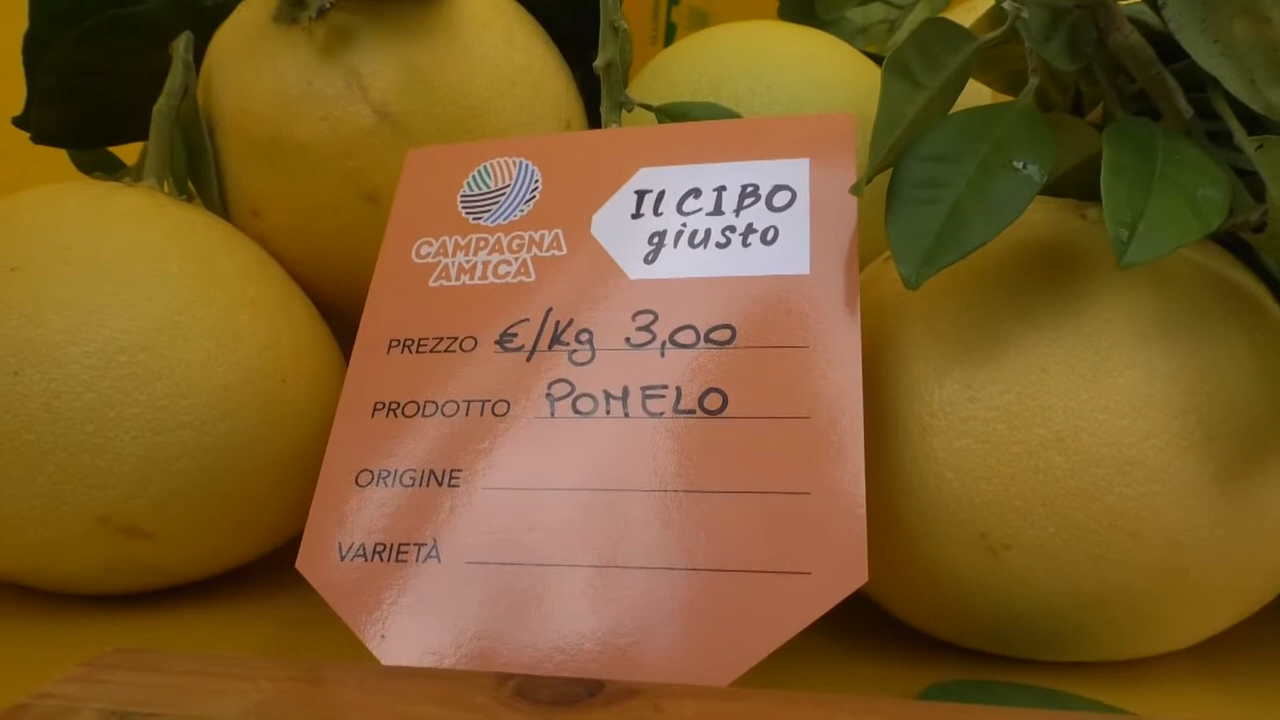 CAMPAGNA
AMICA
Il CIBO
giusto
PREZZO €/Kg 3,00
PRODOTTO POMELO
ORIGINE
VARIETÀ